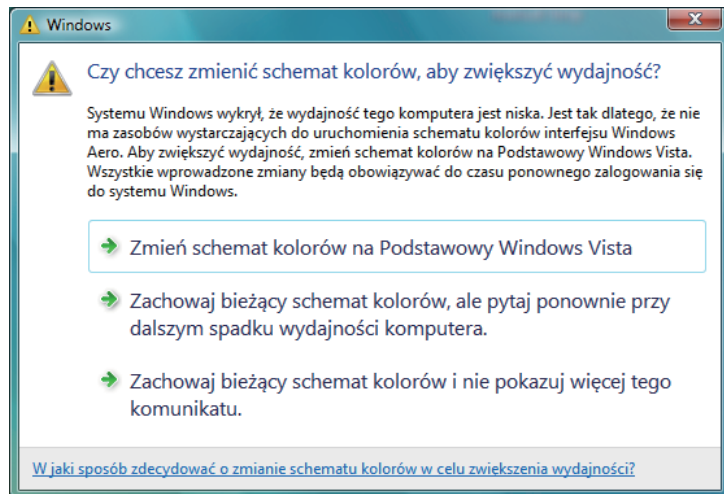 Windows
Czy chcesz zmienić schemat kolorów, aby zwiększyć wydajność?
Systemu Windows wykrył, że wydajność tego komputera jest niska. Jest tak dlatego, że nie
ma zasobów wystarczających do uruchomienia schematu kolorów interfejsu Windows
Aero. Aby zwiększyć wydajność, zmień schemat kolorów na Podstawowy Windows Vista.
Wszystkie wprowadzone zmiany będą obowiązywać do czasu ponownego zalogowania się
do systemu Windows.
Zmień schemat kolorów na Podstawowy Windows Vista
Zachowaj bieżący schemat kolorów, ale pytaj ponownie przy
dalszym spadku wydajności komputera.
Zachowaj bieżący schemat kolorów i nie pokazuj więcej tego
komunikatu.
W jaki sposób zdecydować o zmianie schematu kolorów w celu zwiększenia wydajności?